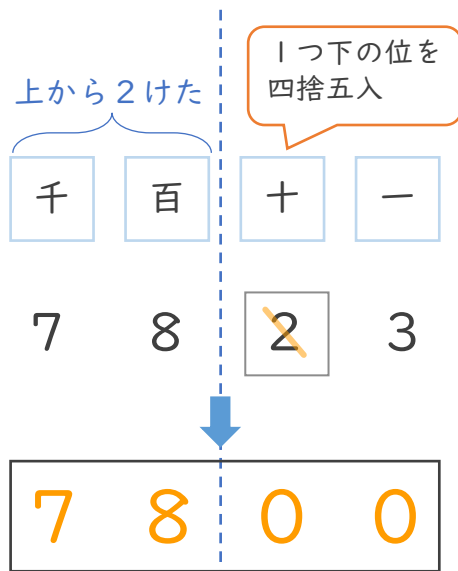 1つ下の位を
四捨五入
上から2けた
千 百 十 一
7 8 2 3
7 8 0 0